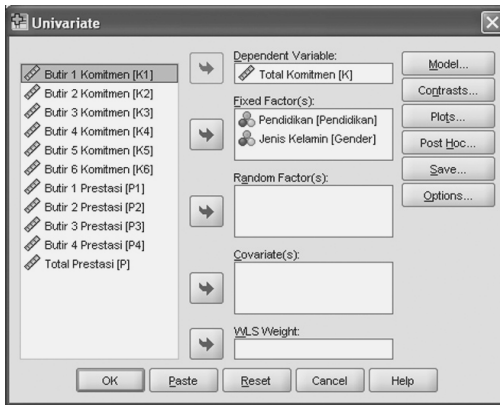 Univariate
Butir 1 Komitmen [K1]
Butir 2 Komitmen [K2]
Butir 3 Komitmen [K3]
Butir 4 Komitmen [K4]
Butir 5 Komitmen [K5]
Butir 6 Komitmen [K6]
Butir 1 Prestasi [P1]
Butir 2 Prestasi [P2]
Butir 3 Prestasi [P3]
Butir 4 Prestasi [P4]
Total Prestasi [P]
Dependent Variable:
Total Komitmen [K]
Fixed Factor(s):
Pendidikan [Pendidikan]
Jenis Kelamin [Gender]
Random Factor(s):
Covariate(s):
WLS Weight:
Model...
Contrasts...
Plots...
Post Hoc...
Save...
Options...
OK
Paste
Reset
Cancel
Help